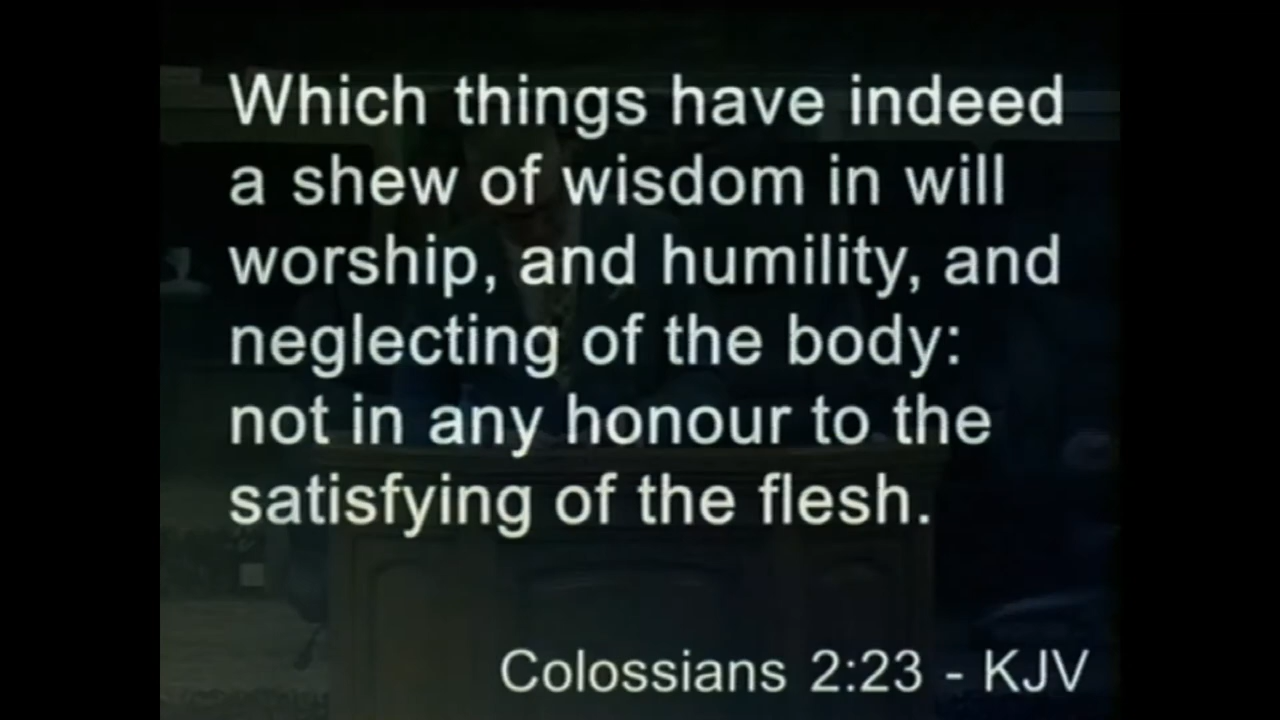 Which things have indeed
a shew of wisdom in will
worship, and humility, and
neglecting of the body:
not in any honour to the
satisfying of the flesh.
Colossians 2:23 - KJV